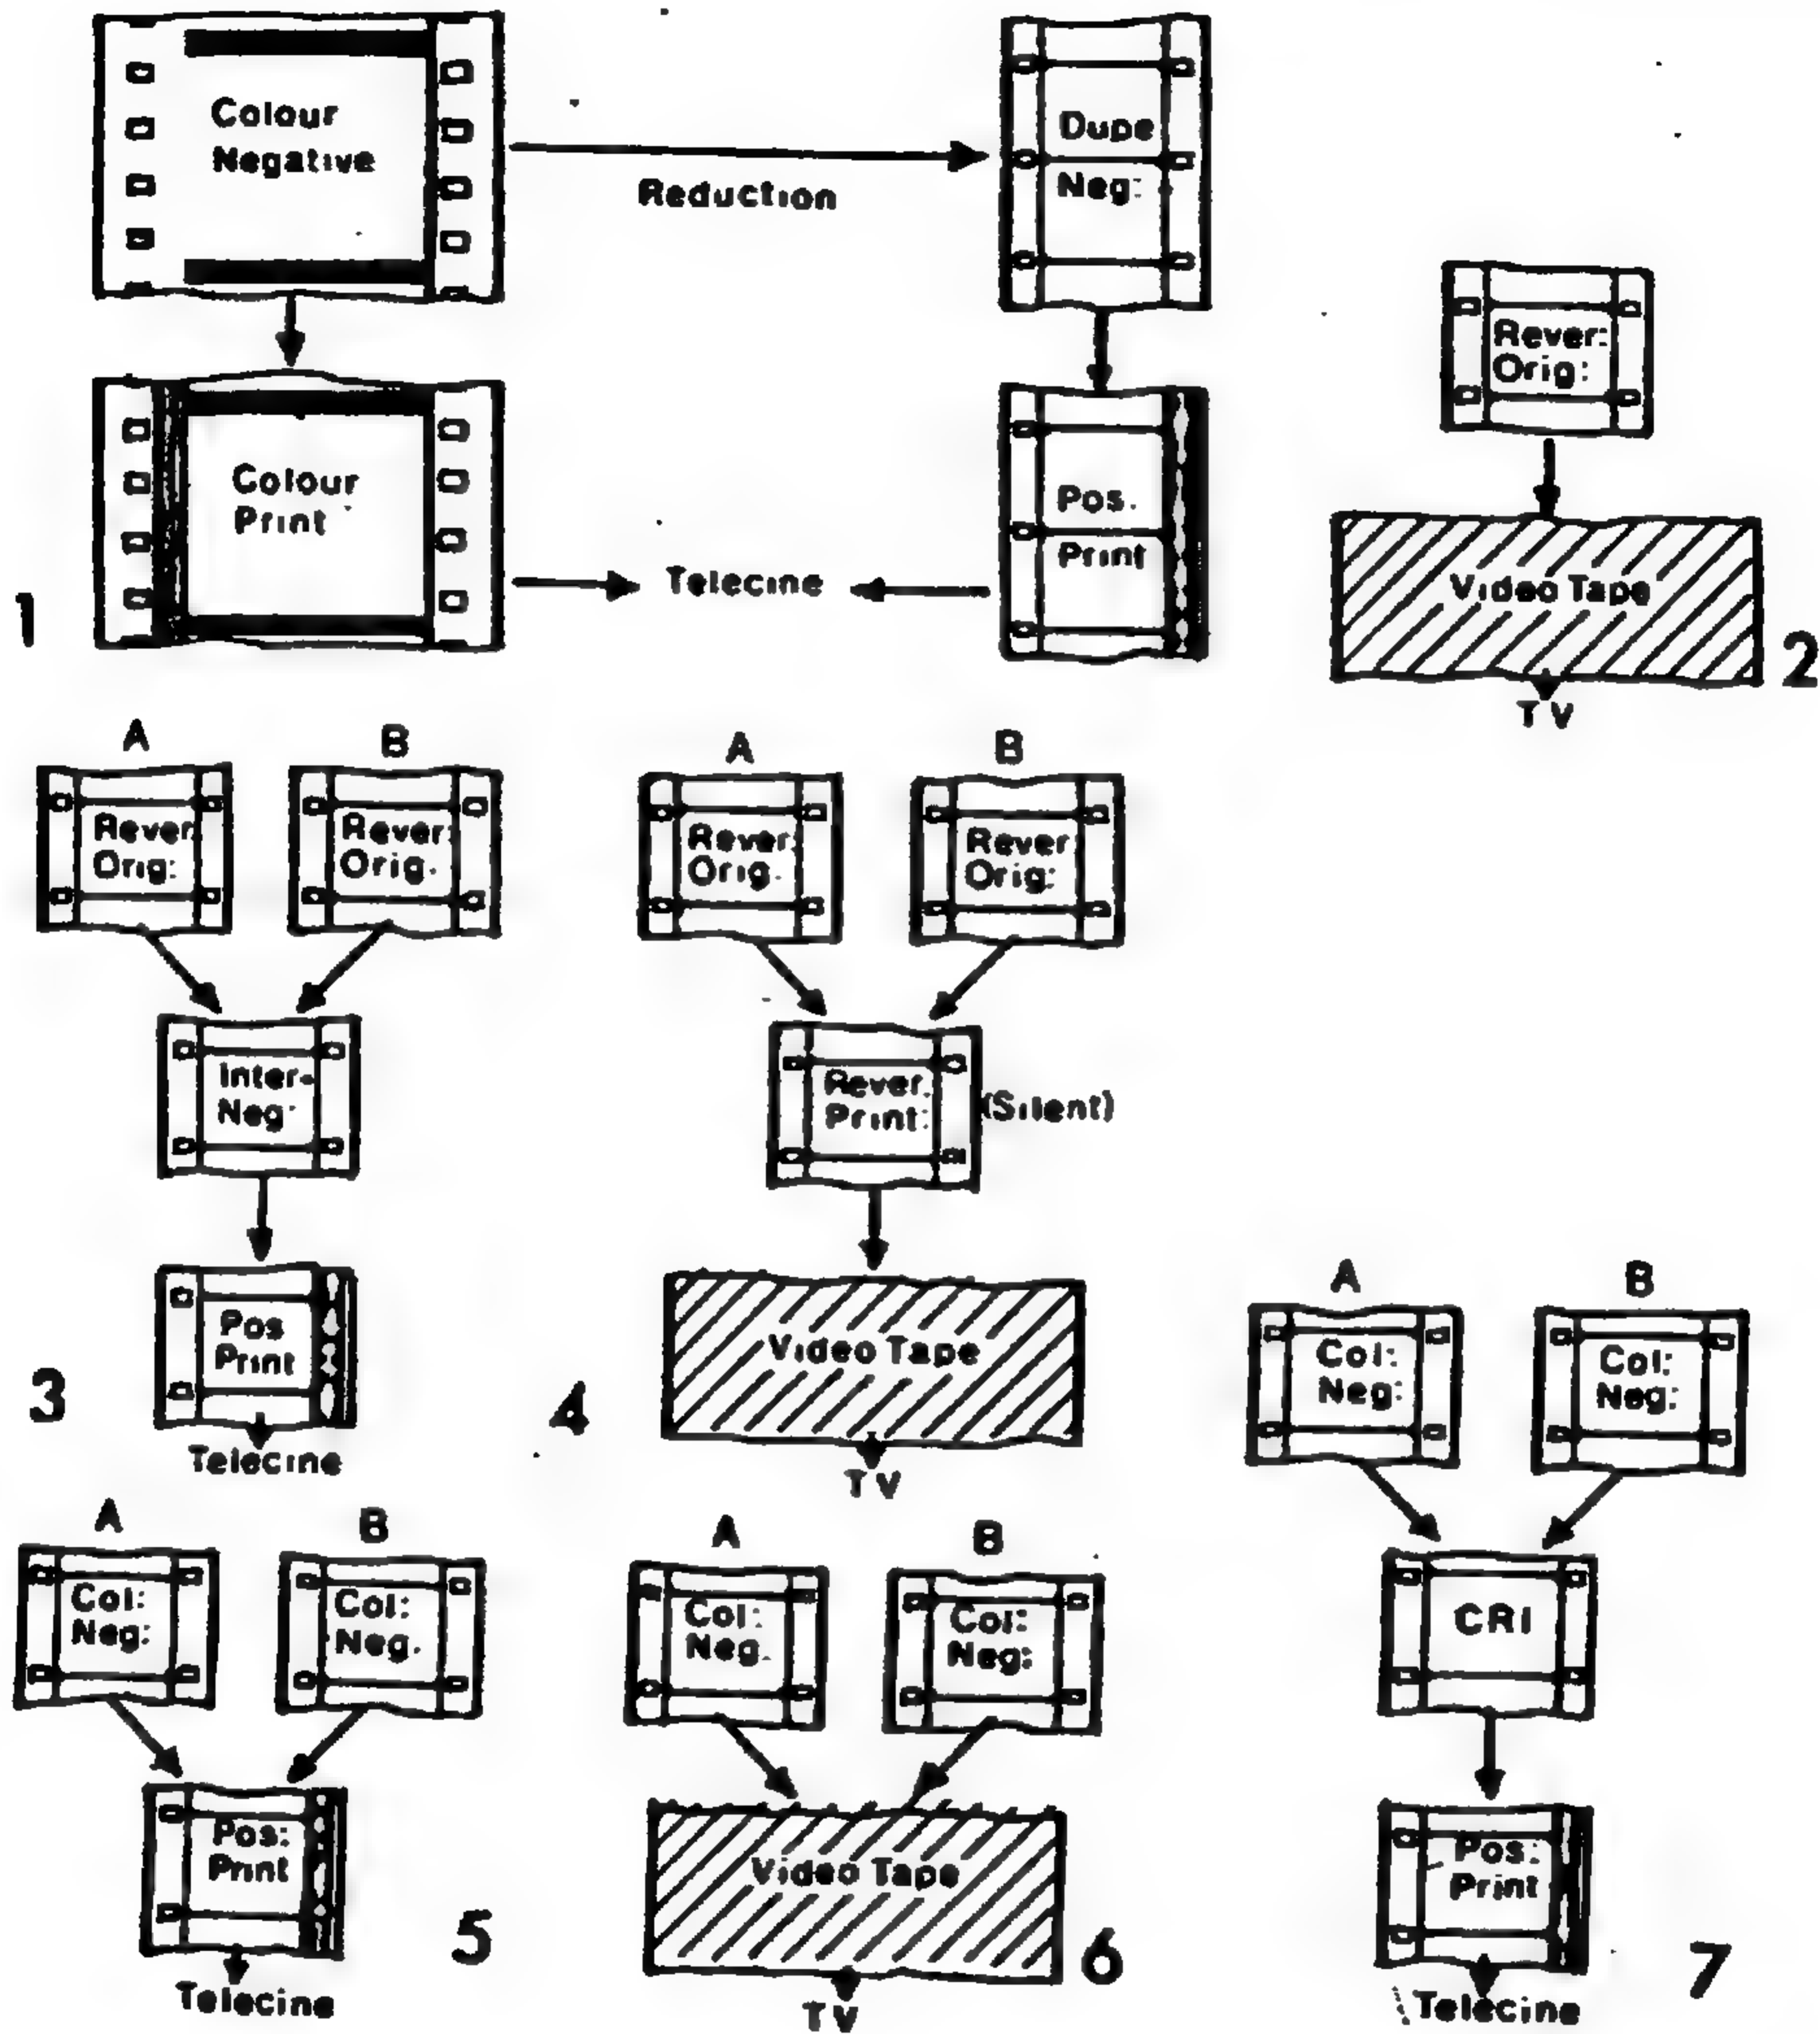 Colour
Negative
Reduction
Dupe
Neg:
Colour
Print
Telecine
Pos.
Print
1
Rever:
Orig:
Video Tape
TV
2
A
B
Rever
Orig:
Rever:
Orig.
Inter-
Neg:
Pos
Print
Telecine
3
A
B
Rever.
Orig.
Rever
Orig:
Rever.
Print:
(Silent)
Video Tape
TV
4
A
B
Col:
Neg:
Col:
Neg.
Pos:
Print
Telecine
5
A
B
Col:
Neg.
Col:
Neg:
Video Tape
TV
6
A
B
Col:
Neg:
Col:
Neg:
CRI
Pos:
Print
Telecine
7